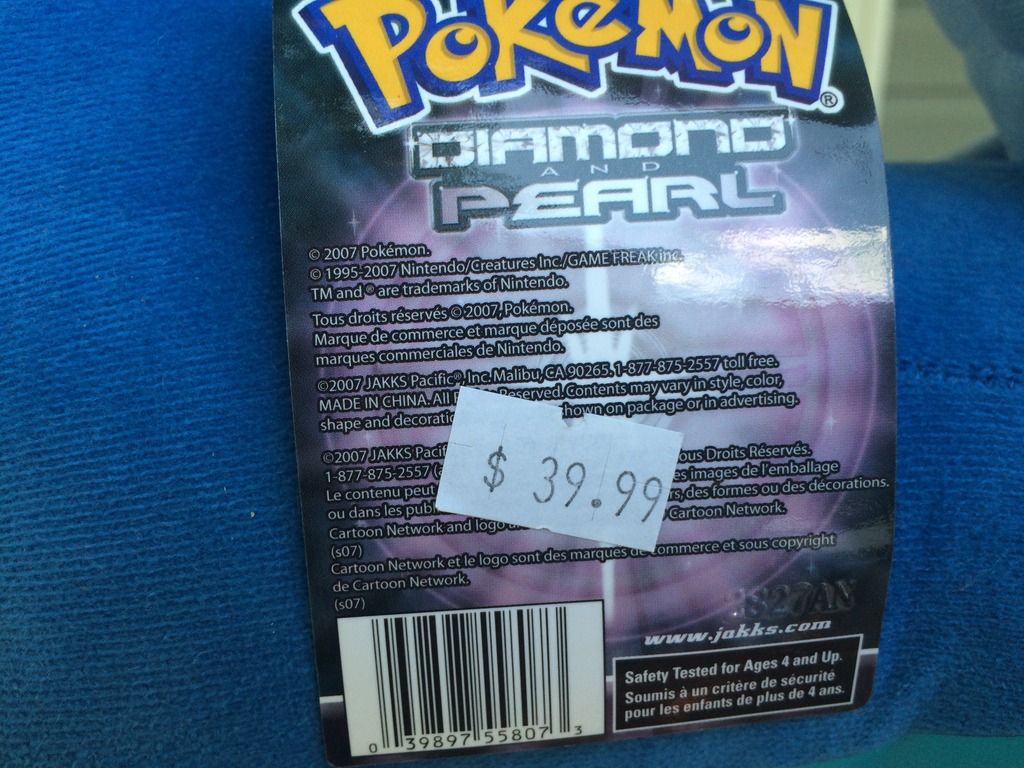 POKéMON®
DIAMOND
AND
PEARL
© 2007 Pokémon.
© 1995-2007 Nintendo/Creatures Inc./GAME FREAK inc.
TM and ® are trademarks of Nintendo.
Tous droits réservés © 2007, Pokémon.
Marque de commerce et marque déposée sont des
marques commerciales de Nintendo.
©2007 JAKKS Pacific®, Inc. Malibu, CA 90265. 1-877-875-2557 toll free.
MADE IN CHINA. All Reserved. Contents may vary in style, color,
shape and on package or in advertising.
©2007 JAKKS Droits Réservés.
1-877-875-2557 images de l'emballage
Le contenu peut des formes ou des décorations.
ou dans les Cartoon Network.
Cartoon Network and logo
(s07)
Cartoon Network et le logo sont des marques de commerce et sous copyright
de Cartoon Network.
(s07)
$ 39.99
S27AN
www.jakks.com
Safety Tested for Ages 4 and Up.
Soumis à un critère de sécurité
pour les enfants de plus de 4 ans.
0 39897 55807 3